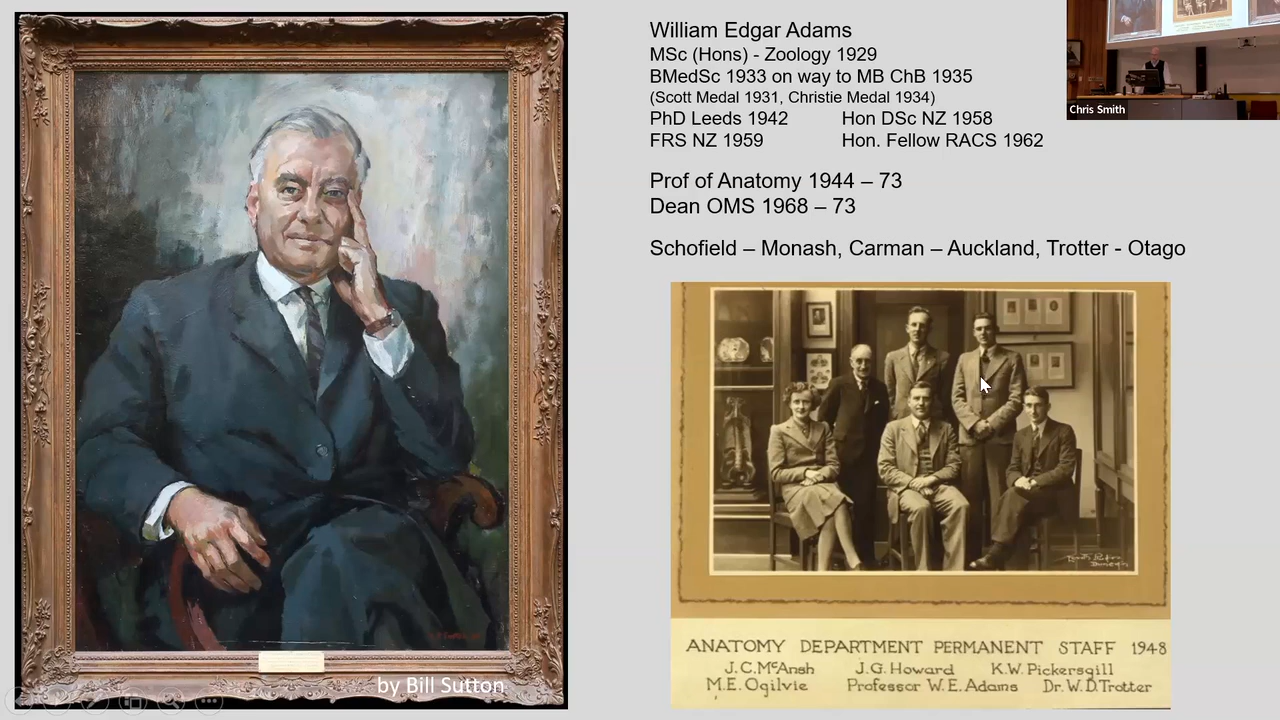 William Edgar Adams
MSc (Hons) - Zoology 1929
BMedSc 1933 on way to MB ChB 1935
(Scott Medal 1931, Christie Medal 1934)
PhD Leeds 1942 Hon DSc NZ 1958
FRS NZ 1959 Hon. Fellow RACS 1962
Prof of Anatomy 1944 – 73
Dean OMS 1968 – 73
Schofield – Monash, Carman – Auckland, Trotter - Otago
Chris Smith
by Bill Sutton
ANATOMY DEPARTMENT PERMANENT STAFF 1948
J.C.McAnsh J.G.Howard K.W.Pickersgill
M.E.Ogilvie Professor W.E.Adams Dr.W.D.Trotter